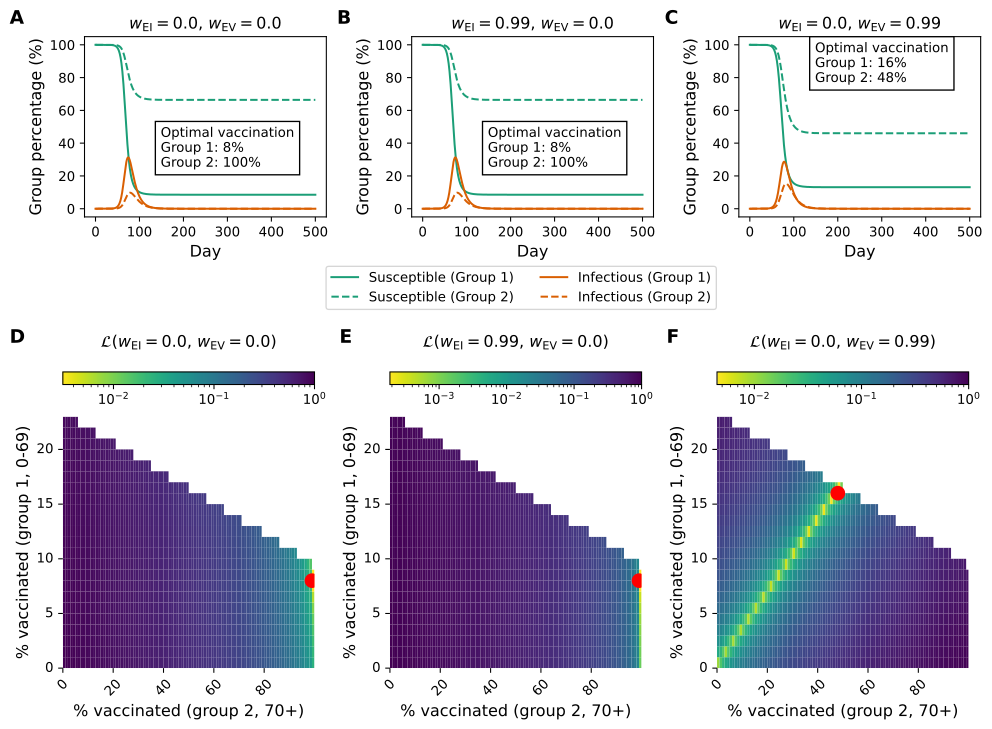 A
w_EI = 0.0, w_EV = 0.0
Group percentage (%)
100
80
60
40
20
0
Optimal vaccination
Group 1: 8%
Group 2: 100%
0 100 200 300 400 500
Day
B
w_EI = 0.99, w_EV = 0.0
Group percentage (%)
100
80
60
40
20
0
Optimal vaccination
Group 1: 8%
Group 2: 100%
0 100 200 300 400 500
Day
C
w_EI = 0.0, w_EV = 0.99
Group percentage (%)
100
80
60
40
20
0
Optimal vaccination
Group 1: 16%
Group 2: 48%
0 100 200 300 400 500
Day
Susceptible (Group 1)
Susceptible (Group 2)
Infectious (Group 1)
Infectious (Group 2)
D
ℒ(w_EI = 0.0, w_EV = 0.0)
10⁻² 10⁻¹ 10⁰
% vaccinated (group 1, 0-69)
20
15
10
5
0
0 20 40 60 80
% vaccinated (group 2, 70+)
E
ℒ(w_EI = 0.99, w_EV = 0.0)
10⁻³ 10⁻² 10⁻¹ 10⁰
% vaccinated (group 1, 0-69)
20
15
10
5
0
0 20 40 60 80
% vaccinated (group 2, 70+)
F
ℒ(w_EI = 0.0, w_EV = 0.99)
10⁻² 10⁻¹ 10⁰
% vaccinated (group 1, 0-69)
20
15
10
5
0
0 20 40 60 80
% vaccinated (group 2, 70+)